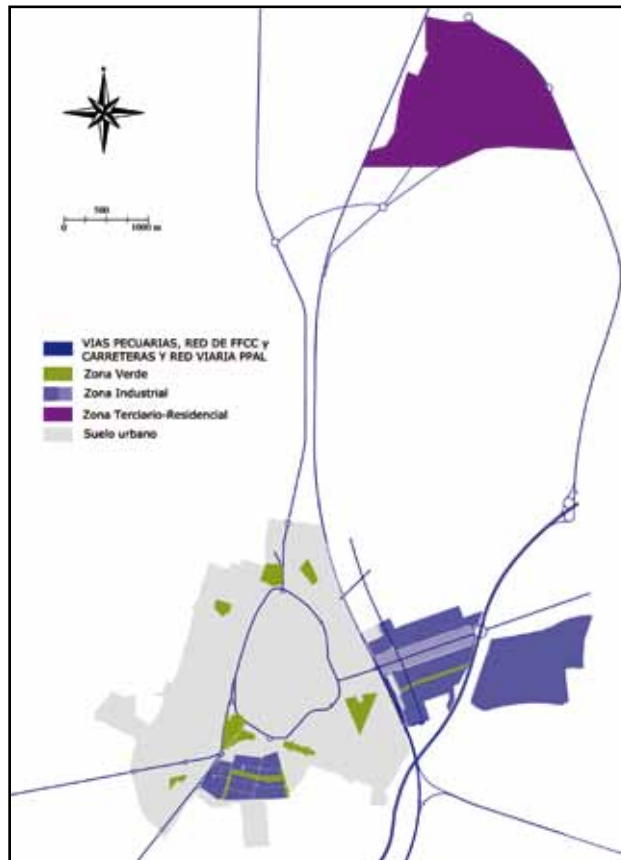 500
0 1000 m
VIAS PECUARIAS, RED DE FFCC y
CARRETERAS Y RED VIARIA PPAL
Zona Verde
Zona Industrial
Zona Terciario-Residencial
Suelo urbano